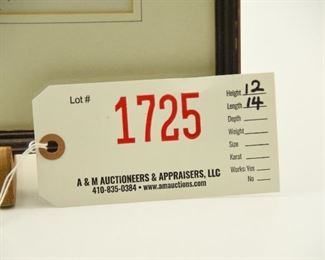 Lot #
1725
Height 12
Length 14
Depth
Weight
Size
Karat
Works: Yes
No
A & M AUCTIONEERS & APPRAISERS, LLC
410-835-0384 • www.amauctions.com